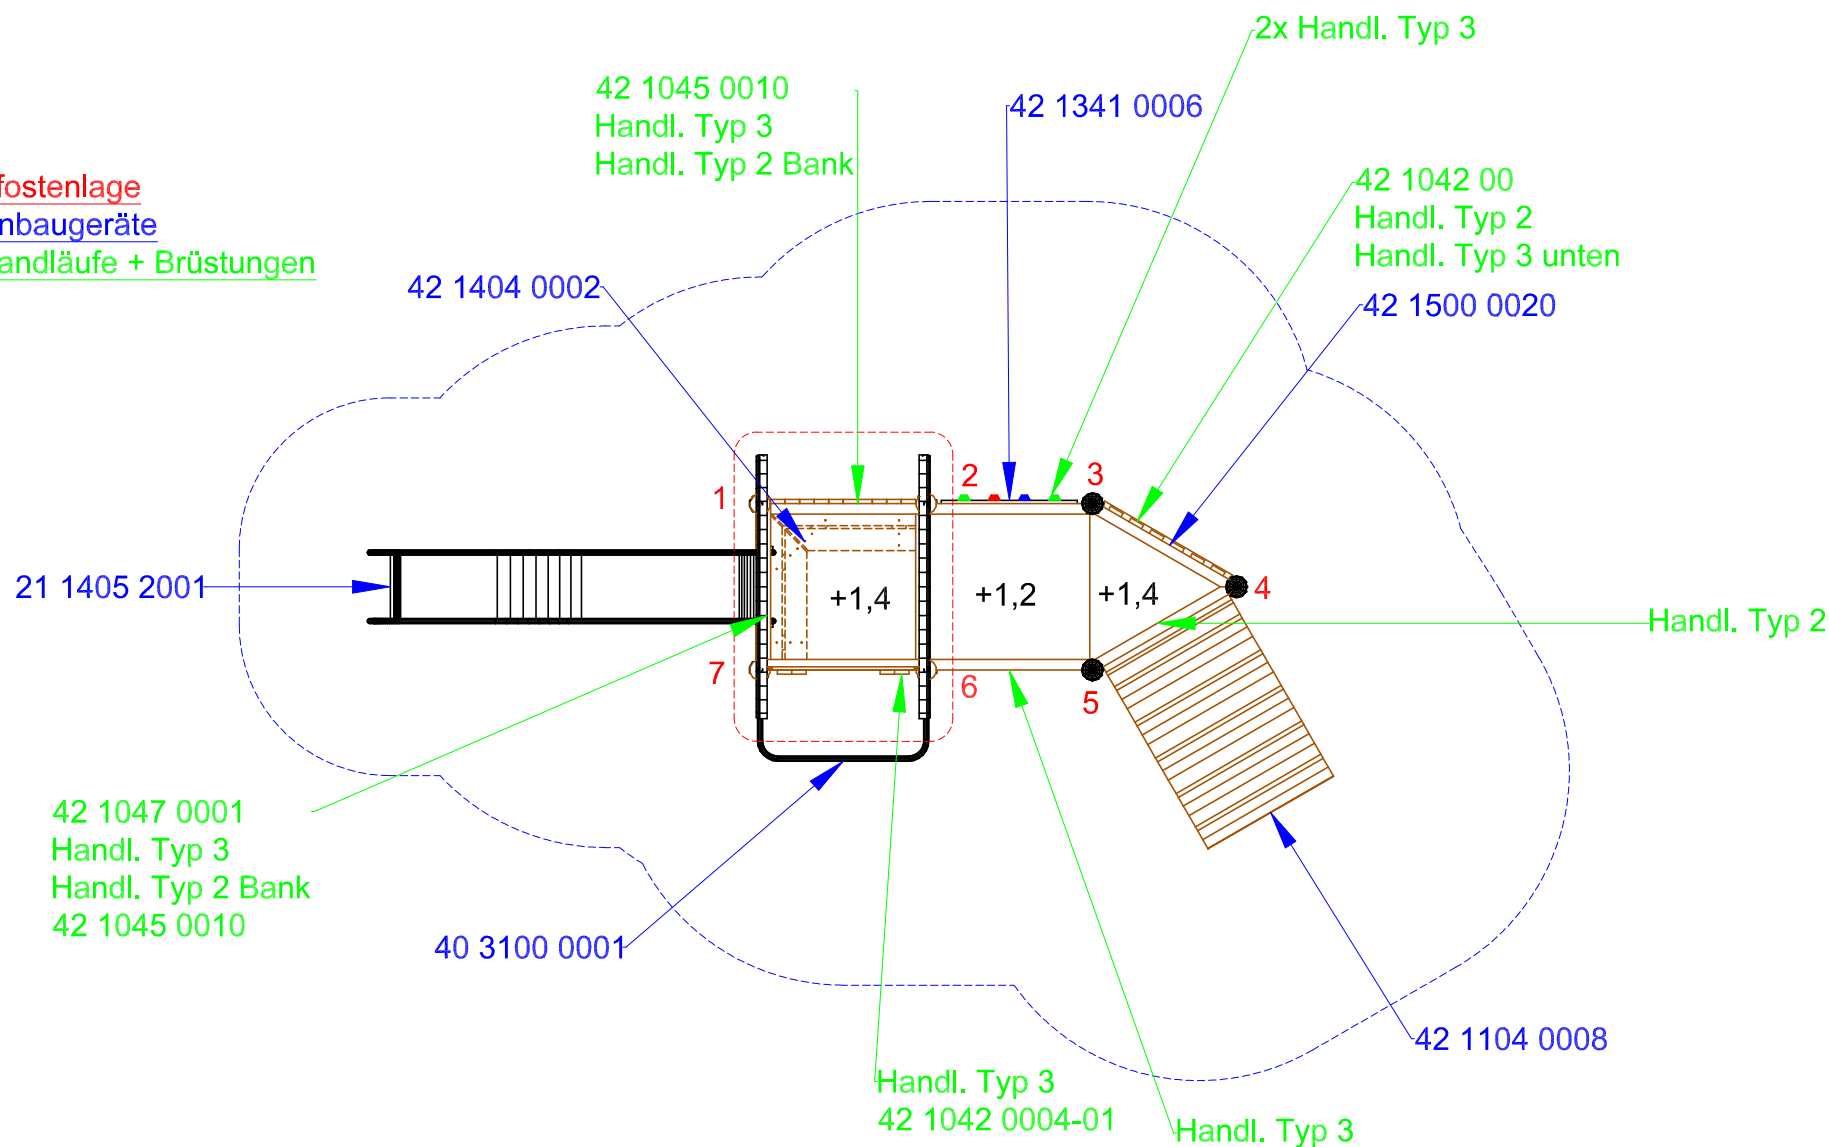 2x Handl. Typ 3
42 1045 0010
Handl. Typ 3
Handl. Typ 2 Bank
42 1341 0006
fostenlage
nbaugeräte
andläufe + Brüstungen
42 1042 00
Handl. Typ 2
Handl. Typ 3 unten
42 1404 0002
42 1500 0020
1
2
3
21 1405 2001
+1,4
+1,2
+1,4
4
Handl. Typ 2
7
6
5
42 1047 0001
Handl. Typ 3
Handl. Typ 2 Bank
42 1045 0010
40 3100 0001
42 1104 0008
Handl. Typ 3
42 1042 0004-01
Handl. Typ 3